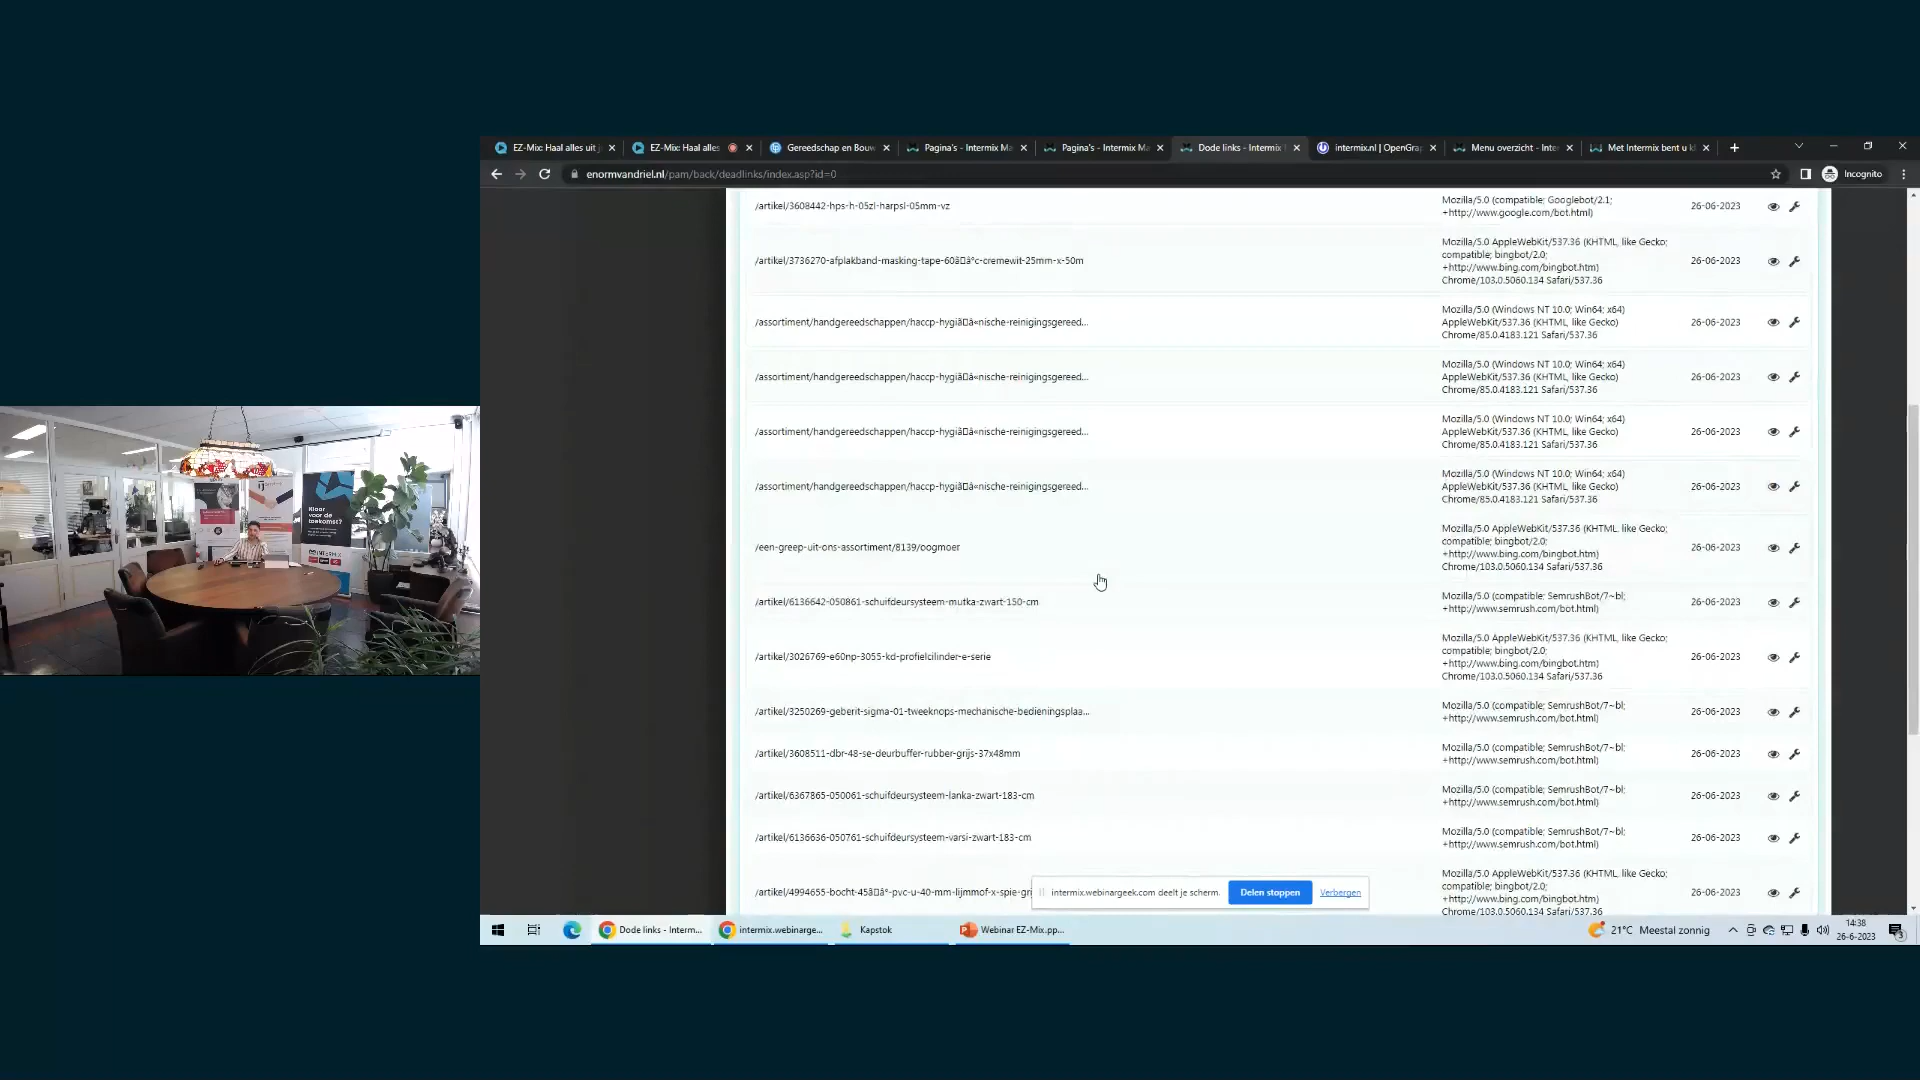 EZ-Mix: Haal alles uit j
EZ-Mix: Haal alles
Gereedschap en Bouw
Pagina's - Intermix Ma
Pagina's - Intermix Ma
Dode links - Intermix
intermix.nl | OpenGrap
Menu overzicht - Inte
Met Intermix bent u kl
enormvandriel.nl/pam/back/deadlinks/index.asp?id=0
Incognito
/artikel/3608442-hps-h-05zl-harpsl-05mm-vz
Mozilla/5.0 (compatible; Googlebot/2.1;
+http://www.google.com/bot.html)
26-06-2023
/artikel/3736270-afplakband-masking-tape-60â°c-cremewit-25mm-x-50m
Mozilla/5.0 AppleWebKit/537.36 (KHTML, like Gecko;
compatible; bingbot/2.0;
+http://www.bing.com/bingbot.htm)
Chrome/103.0.5060.134 Safari/537.36
26-06-2023
/assortiment/handgereedschappen/haccp-hygiã□â«nische-reinigingsgereed...
Mozilla/5.0 (Windows NT 10.0; Win64; x64)
AppleWebKit/537.36 (KHTML, like Gecko)
Chrome/85.0.4183.121 Safari/537.36
26-06-2023
/assortiment/handgereedschappen/haccp-hygiã□â«nische-reinigingsgereed...
Mozilla/5.0 (Windows NT 10.0; Win64; x64)
AppleWebKit/537.36 (KHTML, like Gecko)
Chrome/85.0.4183.121 Safari/537.36
26-06-2023
/assortiment/handgereedschappen/haccp-hygiã□â«nische-reinigingsgereed...
Mozilla/5.0 (Windows NT 10.0; Win64; x64)
AppleWebKit/537.36 (KHTML, like Gecko)
Chrome/85.0.4183.121 Safari/537.36
26-06-2023
/assortiment/handgereedschappen/haccp-hygiã□â«nische-reinigingsgereed...
Mozilla/5.0 (Windows NT 10.0; Win64; x64)
AppleWebKit/537.36 (KHTML, like Gecko)
Chrome/85.0.4183.121 Safari/537.36
26-06-2023
/een-greep-uit-ons-assortiment/8139/oogmoer
Mozilla/5.0 AppleWebKit/537.36 (KHTML, like Gecko;
compatible; bingbot/2.0;
+http://www.bing.com/bingbot.htm)
Chrome/103.0.5060.134 Safari/537.36
26-06-2023
/artikel/6136642-050861-schuifdeursysteem-mufka-zwart-150-cm
Mozilla/5.0 (compatible; SemrushBot/7~bl;
+http://www.semrush.com/bot.html)
26-06-2023
/artikel/3026769-e60np-3055-kd-profielcilinder-e-serie
Mozilla/5.0 AppleWebKit/537.36 (KHTML, like Gecko;
compatible; bingbot/2.0;
+http://www.bing.com/bingbot.htm)
Chrome/103.0.5060.134 Safari/537.36
26-06-2023
/artikel/3250269-geberit-sigma-01-tweeknops-mechanische-bedieningsplaa...
Mozilla/5.0 (compatible; SemrushBot/7~bl;
+http://www.semrush.com/bot.html)
26-06-2023
/artikel/3608511-dbr-48-se-deurbuffer-rubber-grijs-37x48mm
Mozilla/5.0 (compatible; SemrushBot/7~bl;
+http://www.semrush.com/bot.html)
26-06-2023
/artikel/6367865-050061-schuifdeursysteem-lanka-zwart-183-cm
Mozilla/5.0 (compatible; SemrushBot/7~bl;
+http://www.semrush.com/bot.html)
26-06-2023
/artikel/6136636-050761-schuifdeursysteem-varsi-zwart-183-cm
Mozilla/5.0 (compatible; SemrushBot/7~bl;
+http://www.semrush.com/bot.html)
26-06-2023
/artikel/4994655-bocht-45ã□â°-pvc-u-40-mm-lijmmof-x-spie-gri
Mozilla/5.0 AppleWebKit/537.36 (KHTML, like Gecko;
compatible; bingbot/2.0;
+http://www.bing.com/bingbot.htm)
Chrome/103.0.5060.134 Safari/537.36
26-06-2023
intermix.webinargeek.com deelt je scherm.
Delen stoppen
Verbergen
Klaar
voor de
toekomst?
INTERMIX
Dode links - Interm...
intermix.webinarge...
Kapstok
Webinar EZ-Mix.pp...
21°C Meestal zonnig
14:38
26-6-2023
3